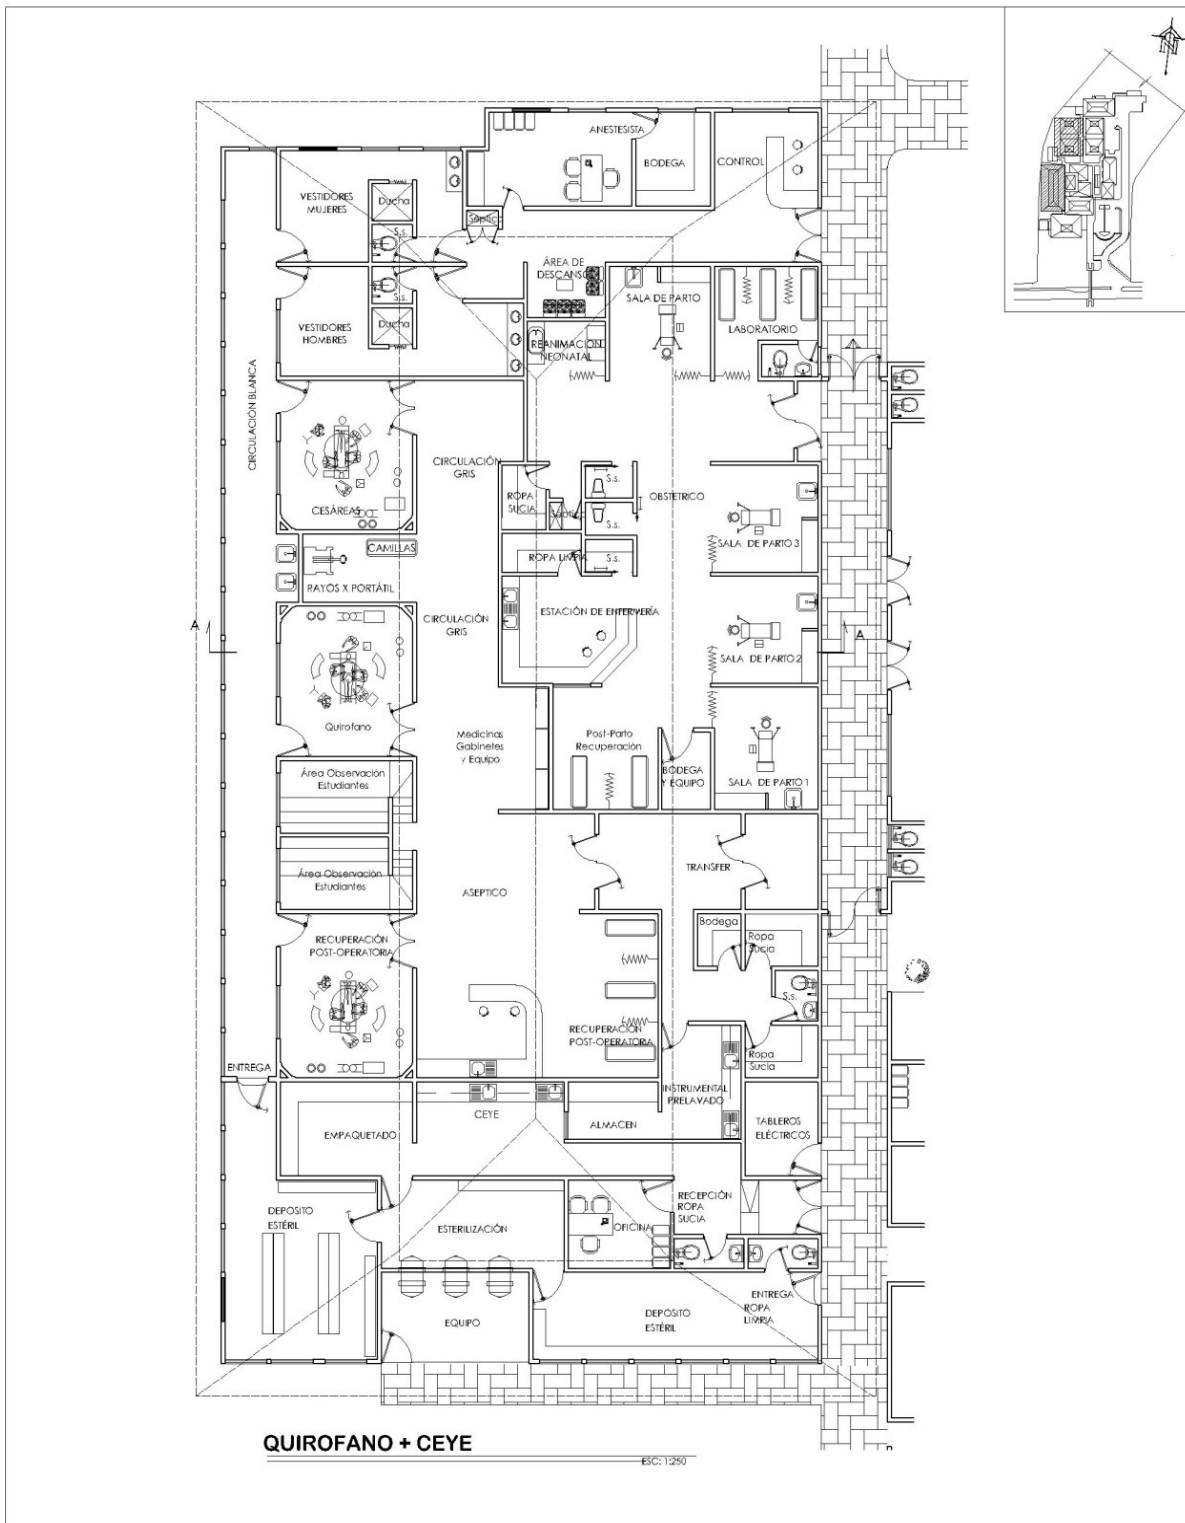 N
ANESTESISTA
BODEGA
CONTROL
VESTIDORES
MUJERES
Ducha
Septico
S.s.
ÁREA DE
DESCANSO
SALA DE PARTO
LABORATORIO
S.s.
Ducha
VESTIDORES
HOMBRES
REANIMACIÓN
NEONATAL
CIRCULACIÓN BLANCA
CIRCULACIÓN
GRIS
CESÁREAS
ROPA
SUCIA
Septico
S.s.
S.s.
OBSTETRICO
SALA DE PARTO 3
CAMILLAS
RAYOS X PORTÁTIL
ROPA LIMPIA
S.s.
CIRCULACIÓN
GRIS
ESTACIÓN DE ENFERMERÍA
A
A
SALA DE PARTO 2
Quirofano
Medicinas
Gabinetes
y Equipo
Post-Parto
Recuperación
BODEGA
Y EQUIPO
SALA DE PARTO 1
Área Observación
Estudiantes
Área Observación
Estudiantes
ASEPTICO
TRANSFER
RECUPERACIÓN
POST-OPERATORIA
Bodega
Ropa
Sucia
S.s.
RECUPERACIÓN
POST-OPERATORIA
Ropa
Sucia
ENTREGA
INSTRUMENTAL
PRELAVADO
CEYE
EMPAQUETADO
ALMACEN
TABLEROS
ELÉCTRICOS
DEPOSITO
ESTÉRIL
ESTERILIZACIÓN
OFICINA
RECEPCIÓN
ROPA
SUCIA
EQUIPO
DEPOSITO
ESTÉRIL
ENTREGA
ROPA
LIMPIA
QUIROFANO + CEYE
ESC: 1:250